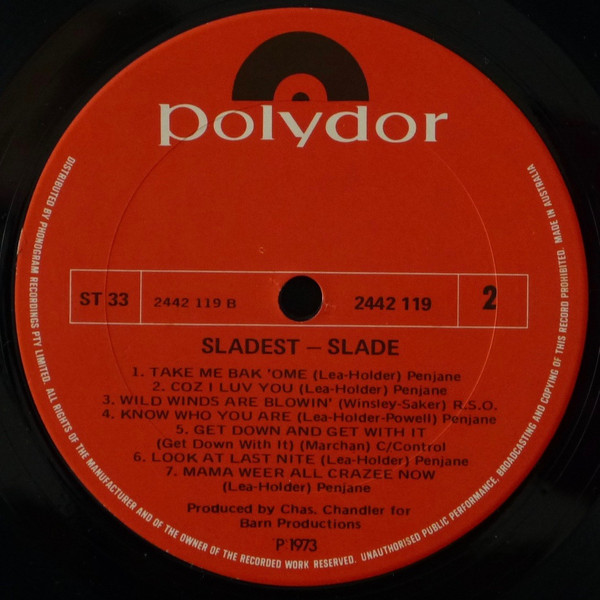 polydor
ST 33
2442 119 B
2442 119
2
SLADEST – SLADE
1. TAKE ME BAK 'OME (Lea-Holder) Penjane
2. COZ I LUV YOU (Lea-Holder) Penjane
3. WILD WINDS ARE BLOWIN' (Winsley-Saker) R.S.O.
4. KNOW WHO YOU ARE (Lea-Holder-Powell) Penjane
5. GET DOWN AND GET WITH IT
(Get Down With It) (Marchan) C/Control
6. LOOK AT LAST NITE (Lea-Holder) Penjane
7. MAMA WEER ALL CRAZEE NOW
(Lea-Holder) Penjane
Produced by Chas. Chandler for
Barn Productions
P 1973
DISTRIBUTED BY PHONOGRAM RECORDINGS PTY LIMITED. ALL RIGHTS OF THE MANUFACTURER AND OF THE OWNER OF THE RECORDED WORK RESERVED. UNAUTHORISED PUBLIC PERFORMANCE, BROADCASTING AND COPYING OF THIS RECORD PROHIBITED. MADE IN AUSTRALIA